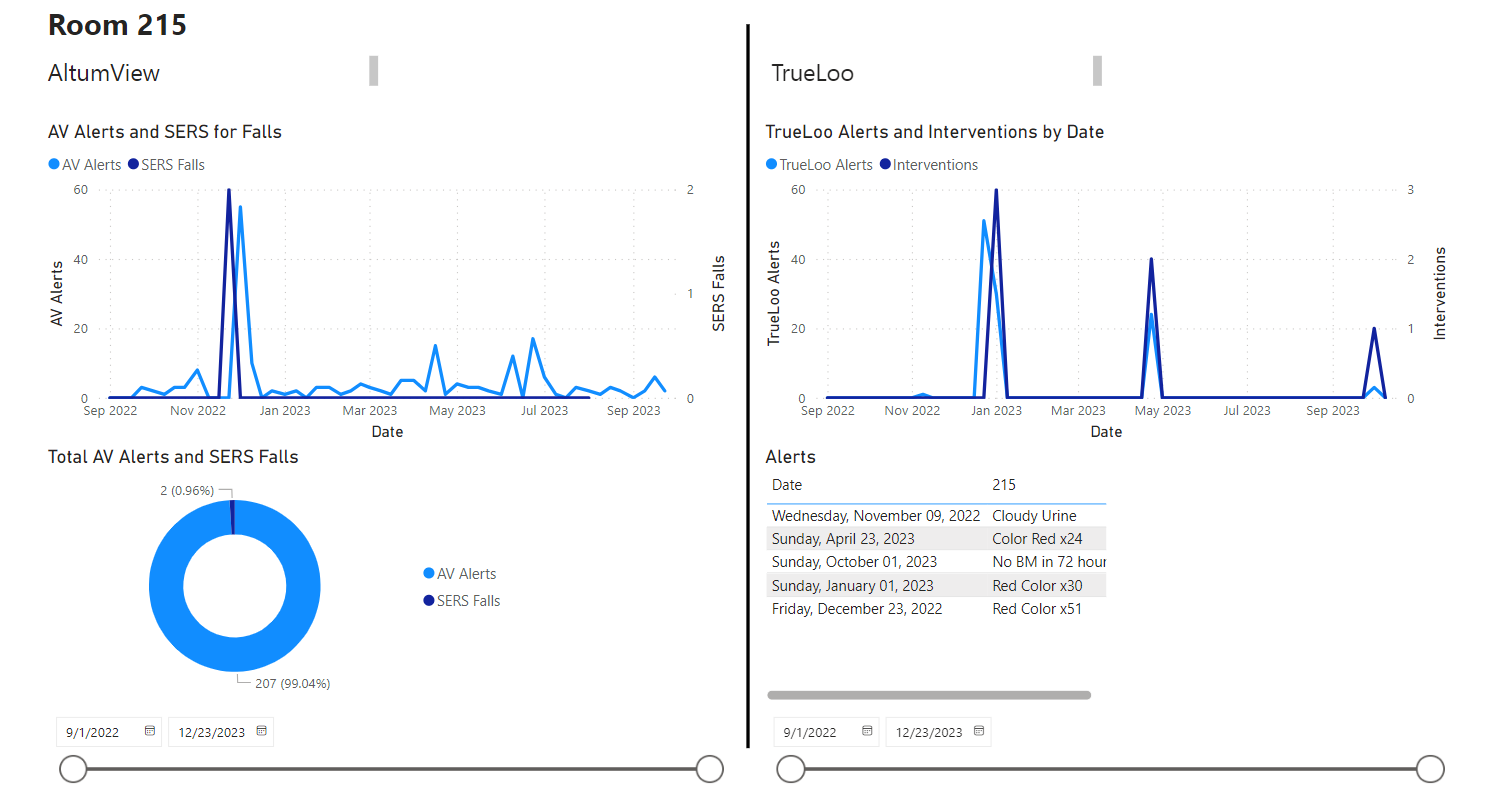 Room 215
AltumView
AV Alerts and SERS for Falls
AV Alerts SERS Falls
60
40
20
0
2
1
0
AV Alerts
SERS Falls
Sep 2022 Nov 2022 Jan 2023 Mar 2023 May 2023 Jul 2023 Sep 2023
Date
Total AV Alerts and SERS Falls
2 (0.96%)
AV Alerts
SERS Falls
207 (99.04%)
9/1/2022 12/23/2023
TrueLoo
TrueLoo Alerts and Interventions by Date
TrueLoo Alerts Interventions
60
40
20
0
3
2
1
0
TrueLoo Alerts
Interventions
Sep 2022 Nov 2022 Jan 2023 Mar 2023 May 2023 Jul 2023 Sep 2023
Date
Alerts
Date 215
Wednesday, November 09, 2022 Cloudy Urine
Sunday, April 23, 2023 Color Red x24
Sunday, October 01, 2023 No BM in 72 hour
Sunday, January 01, 2023 Red Color x30
Friday, December 23, 2022 Red Color x51
9/1/2022 12/23/2023